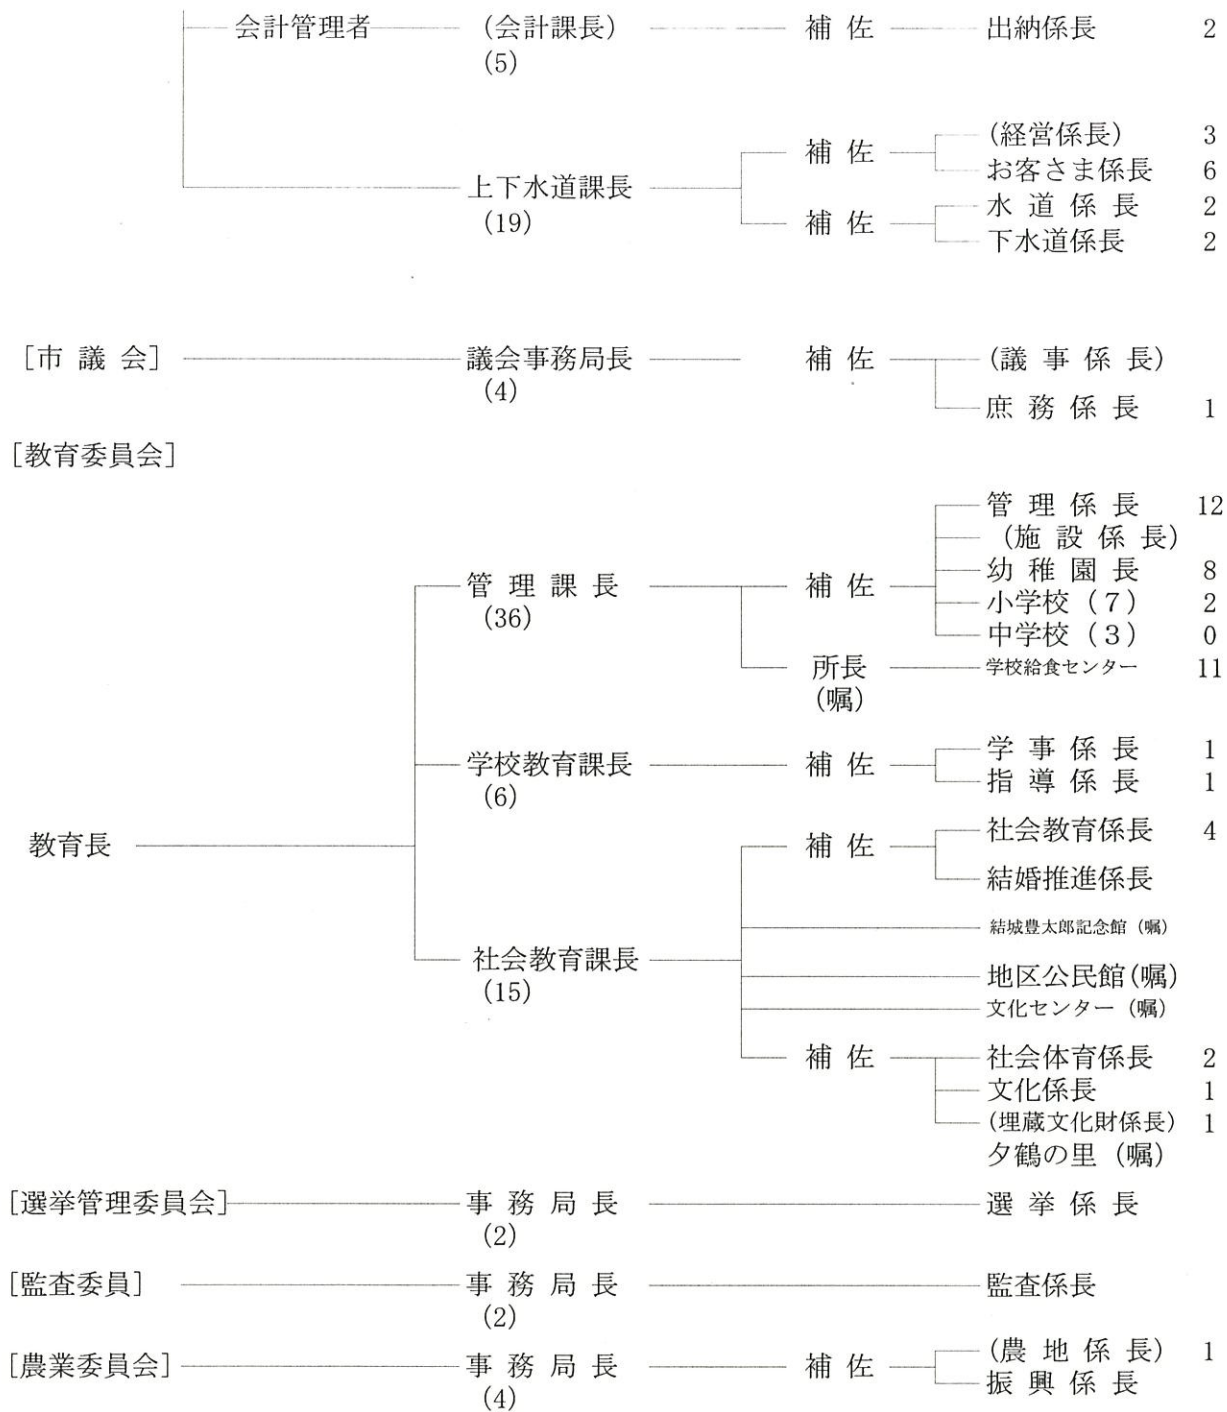 会計管理者 (会計課長) 補 佐 出納係長 2
(5)
(経営係長) 3
補 佐
お客さま係長 6
上下水道課長
水 道 係 長 2
(19) 補 佐
下水道係長 2
[市 議 会] 議会事務局長 補 佐 (議 事 係 長)
(4)
庶 務 係 長 1
[教育委員会]
管 理 係 長 12
(施 設 係 長)
管 理 課 長 補 佐 幼 稚 園 長 8
(36) 小学校（7） 2
中学校（3） 0
所長 学校給食センター 11
(嘱)
学 事 係 長 1
学校教育課長 補 佐
(6) 指 導 係 長 1
社会教育係長 4
教育長 補 佐
結婚推進係長
結城豊太郎記念館（嘱）
社会教育課長
地区公民館(嘱)
(15)
文化センター（嘱）
補 佐 社会体育係長 2
文化係長 1
(埋蔵文化財係長) 1
夕鶴の里（嘱）
[選挙管理委員会] 事 務 局 長 選 挙 係 長
(2)
[監査委員] 事 務 局 長 監査係長
(2)
(農 地 係 長) 1
[農業委員会] 事 務 局 長 補 佐
振 興 係 長
(4)